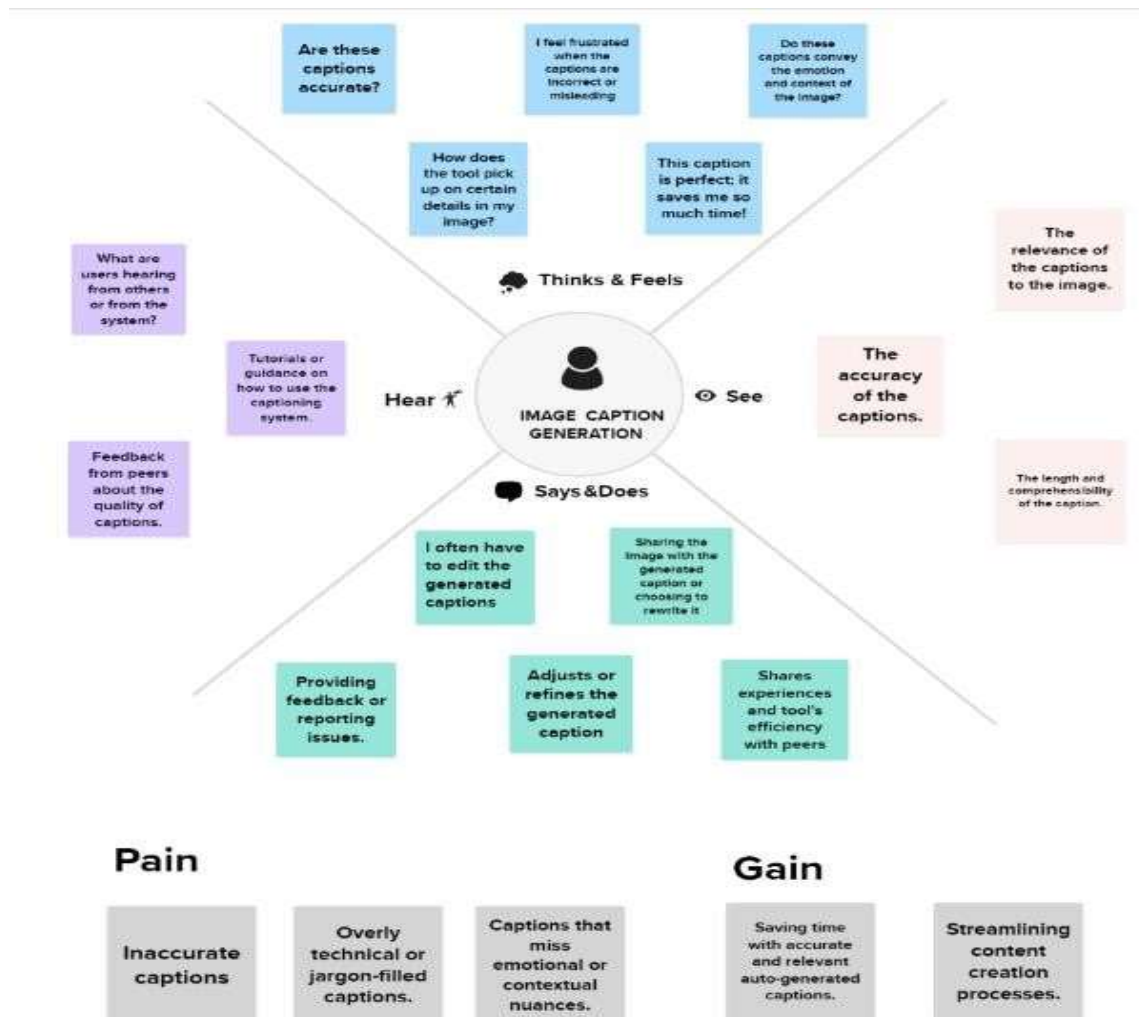 Are these
captions
accurate?
I feel frustrated
when the
captions are
incorrect or
misleading
Do these
captions convey
the emotion
and context of
the image?
How does
the tool pick
up on certain
details in my
image?
This caption
is perfect; it
saves me so
much time!
Thinks & Feels
What are
users hearing
from others
or from the
system?
Tutorials or
guidance on
how to use the
captioning
system.
Feedback
from peers
about the
quality of
captions.
Hear
IMAGE CAPTION
GENERATION
See
The
relevance of
the captions
to the image.
The
accuracy
of the
captions.
The length and
comprehensibility
of the caption.
Says &Does
I often have
to edit the
generated
captions
Sharing the
image with the
generated
caption or
choosing to
rewrite it
Providing
feedback or
reporting
issues.
Adjusts or
refines the
generated
caption
Shares
experiences
and tool's
efficiency
with peers
Pain
Inaccurate
captions
Overly
technical or
jargon-filled
captions.
Captions that
miss
emotional or
contextual
nuances.
Gain
Saving time
with accurate
and relevant
auto-generated
captions.
Streamlining
content
creation
processes.